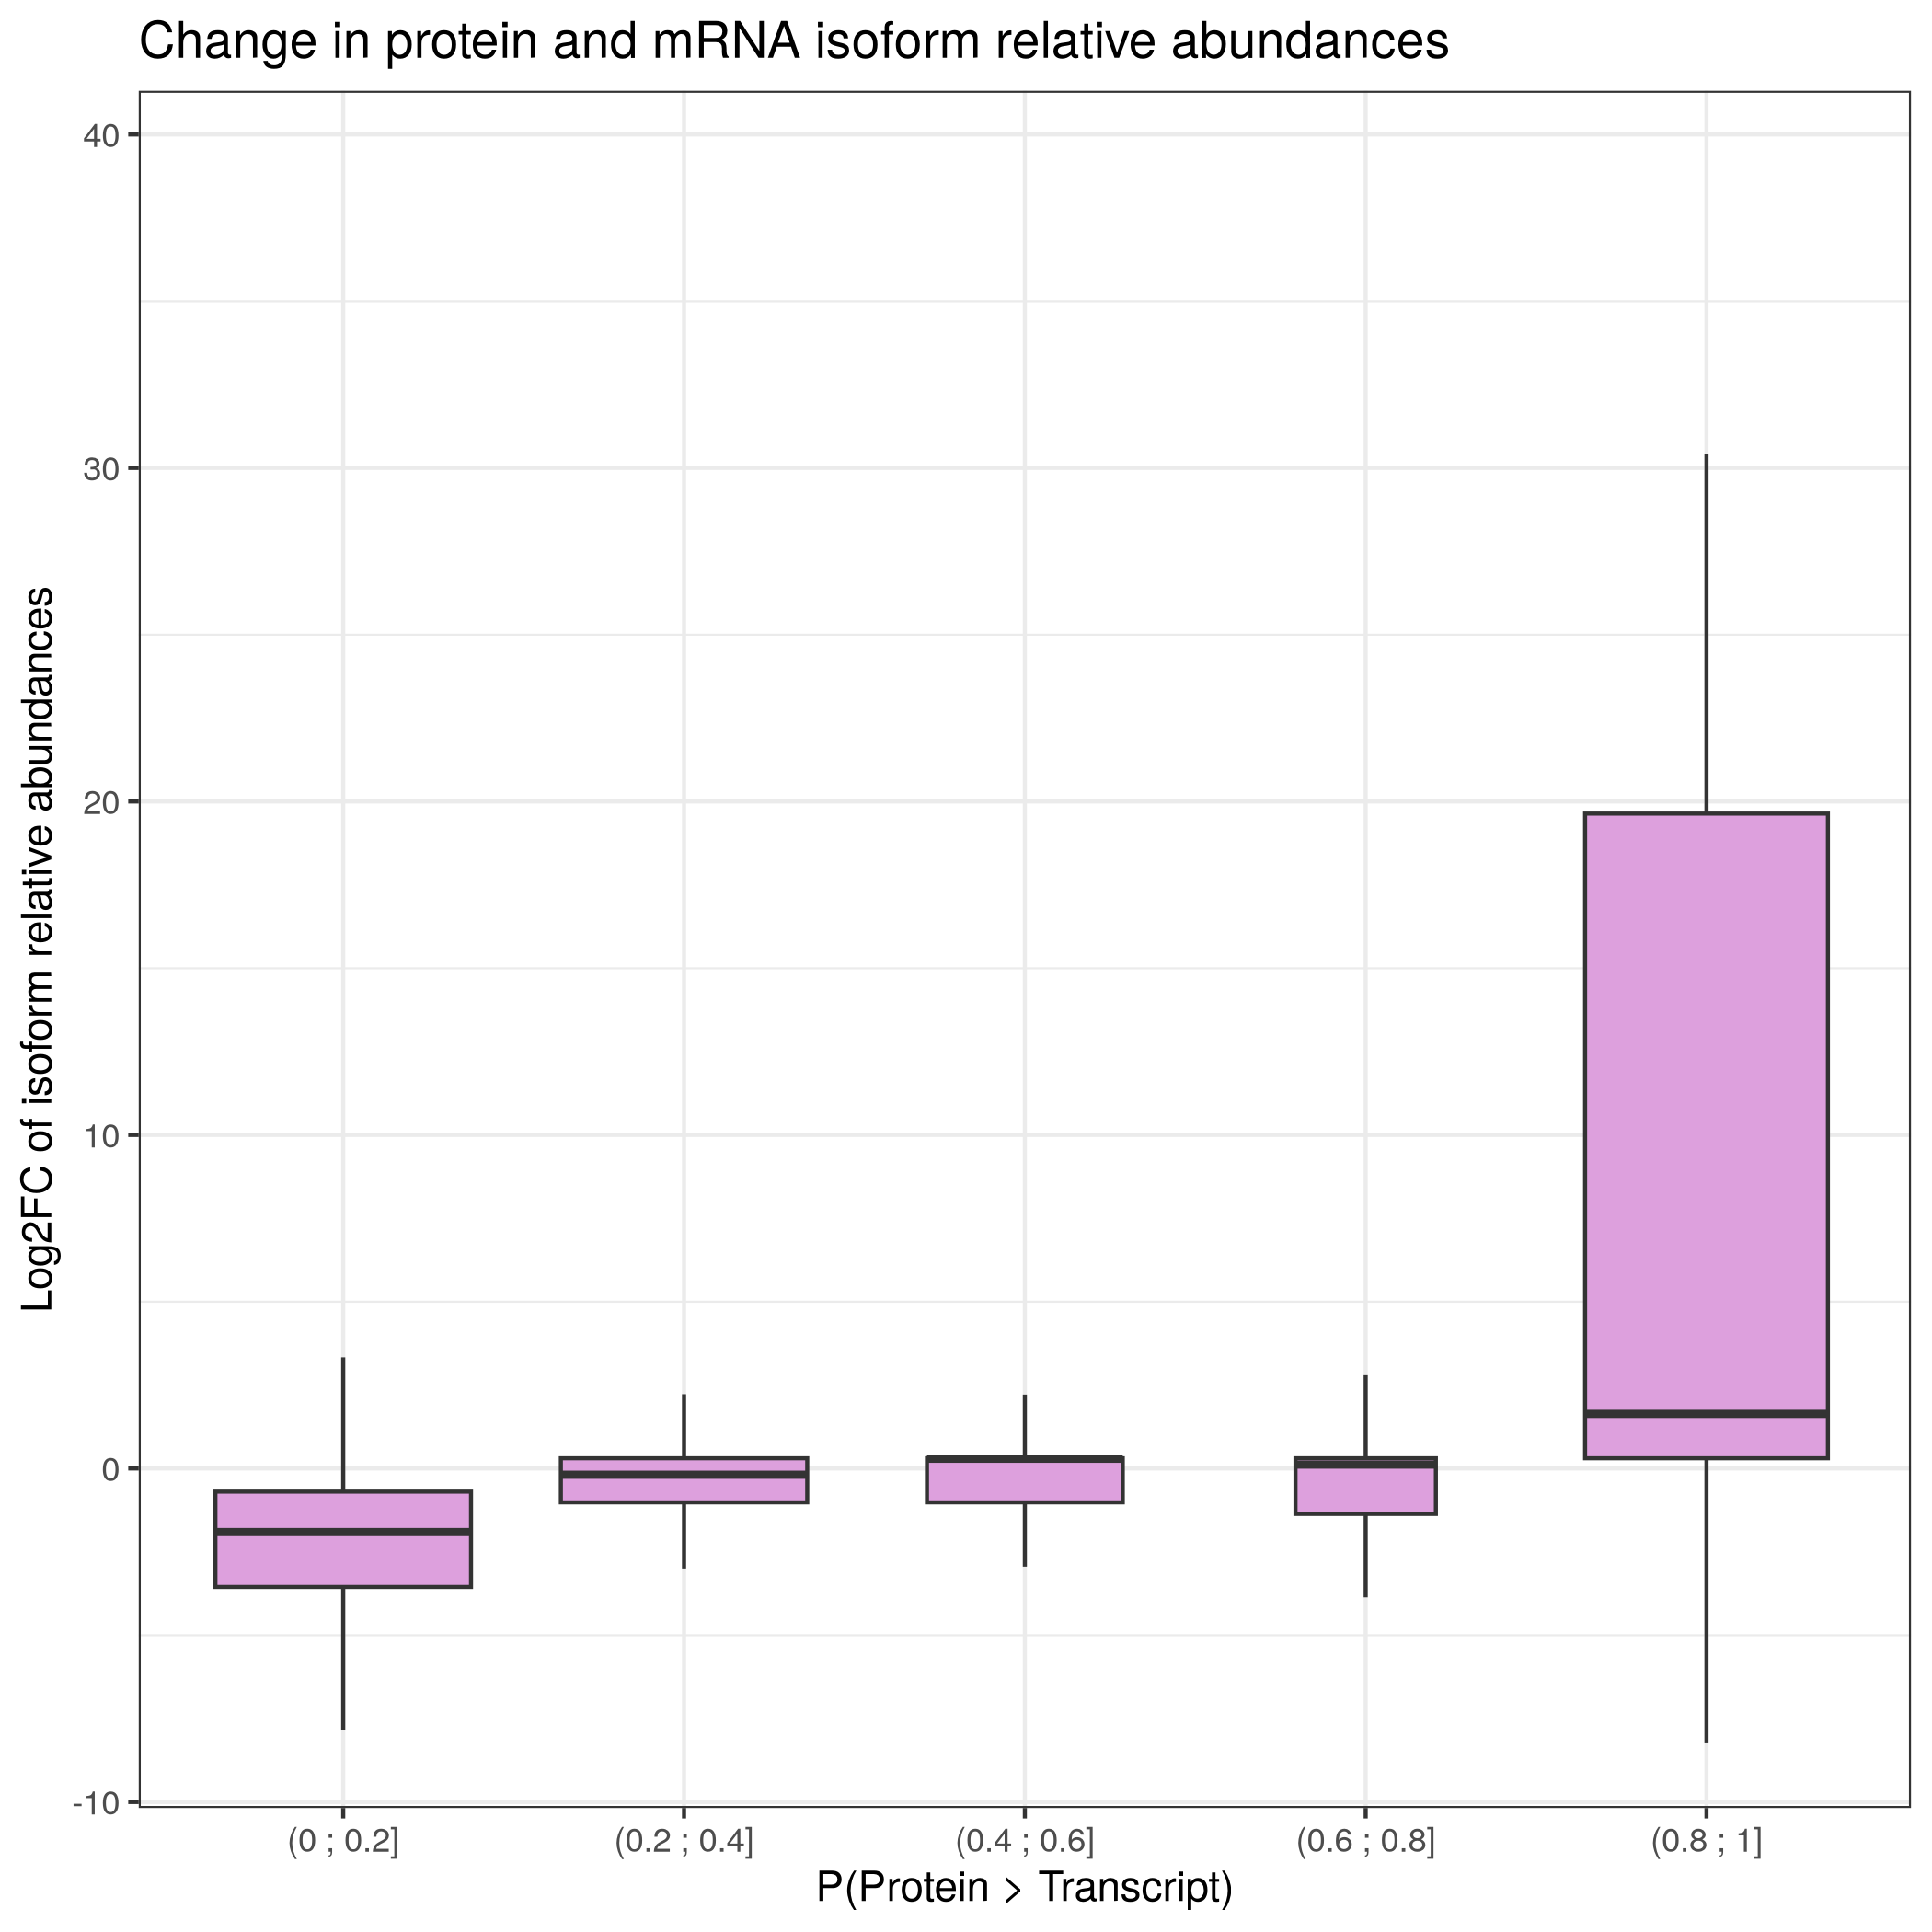 Change in protein and mRNA isoform relative abundances
Log2FC of isoform relative abundances
40
30
20
10
0
-10
(0 ; 0.2]
(0.2 ; 0.4]
(0.4 ; 0.6]
(0.6 ; 0.8]
(0.8 ; 1]
P(Protein > Transcript)